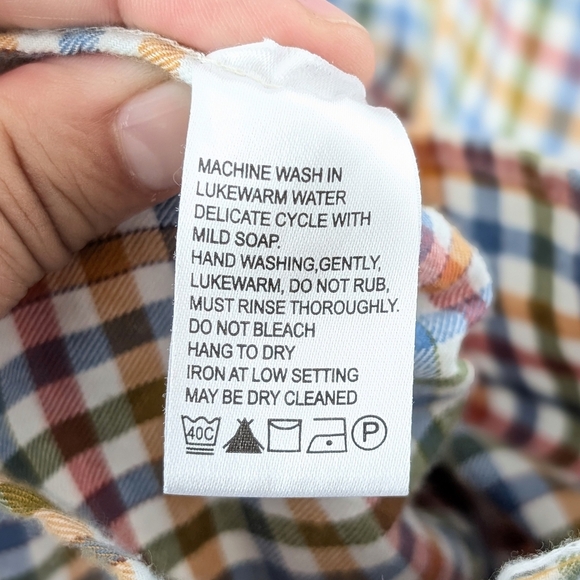 MACHINE WASH IN
LUKEWARM WATER
DELICATE CYCLE WITH
MILD SOAP.
HAND WASHING,GENTLY,
LUKEWARM, DO NOT RUB,
MUST RINSE THOROUGHLY.
DO NOT BLEACH
HANG TO DRY
IRON AT LOW SETTING
MAY BE DRY CLEANED
40C P